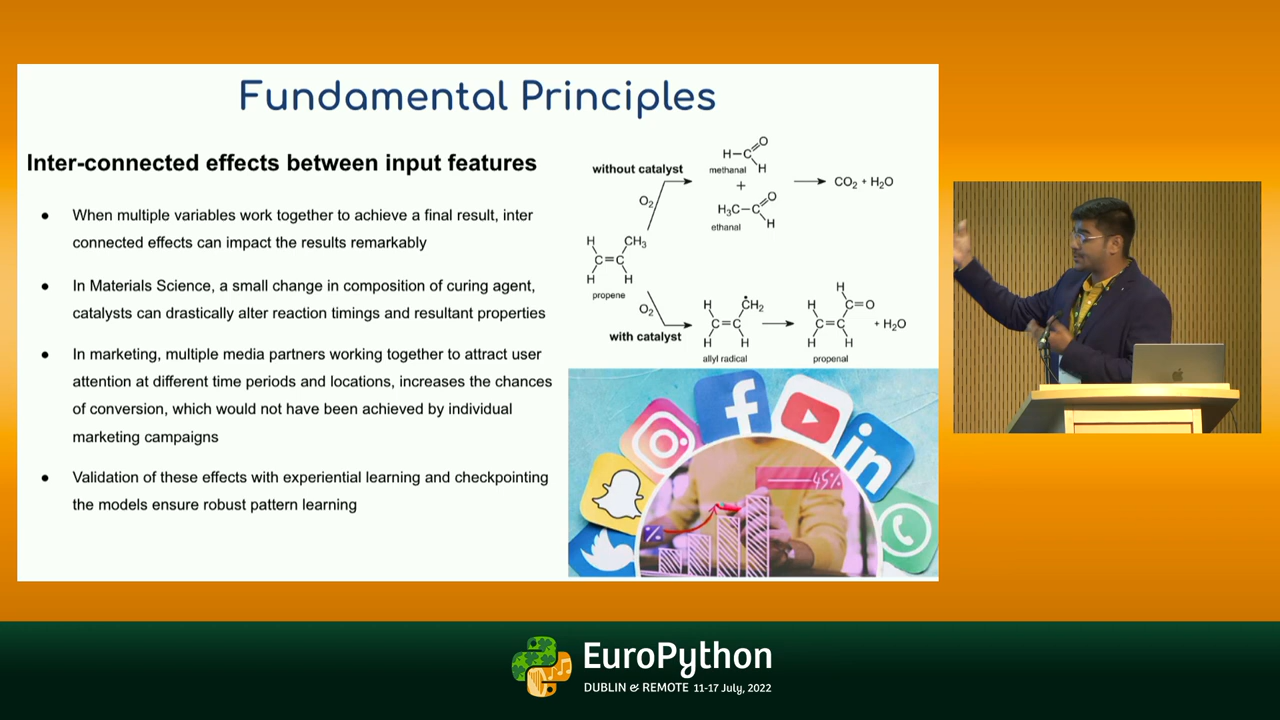 Fundamental Principles
Inter-connected effects between input features
● When multiple variables work together to achieve a final result, inter
connected effects can impact the results remarkably
● In Materials Science, a small change in composition of curing agent,
catalysts can drastically alter reaction timings and resultant properties
● In marketing, multiple media partners working together to attract user
attention at different time periods and locations, increases the chances
of conversion, which would not have been achieved by individual
marketing campaigns
● Validation of these effects with experiential learning and checkpointing
the models ensure robust pattern learning
without catalyst
O₂
H–C O
H
methanal
+
H₃C–C O
H
ethanal
CO₂ + H₂O
H CH₃
C=C
H H
propene
O₂
with catalyst
H ĊH₂
C=C
H H
allyl radical
H
H C=O
C=C
H H
propenal
+ H₂O
45%
%
f
in
EuroPython
DUBLIN & REMOTE 11-17 July, 2022